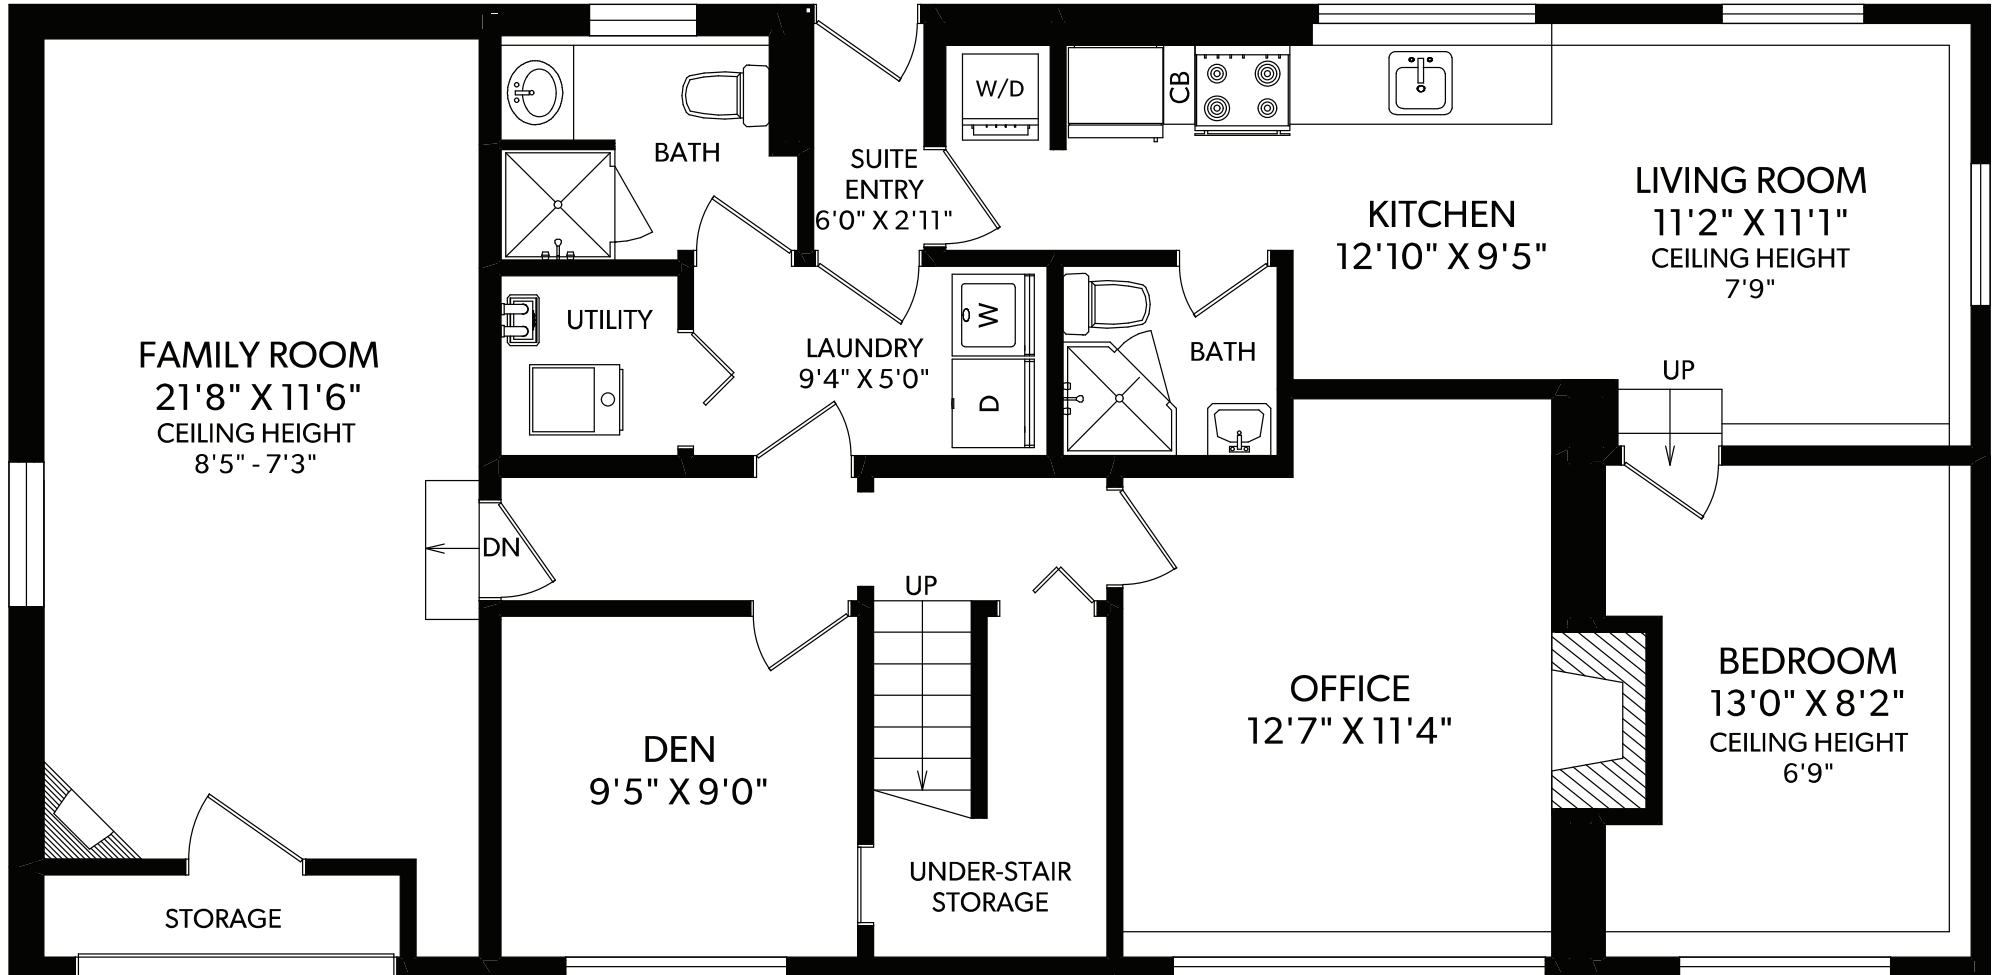 FAMILY ROOM
21'8" X 11'6"
CEILING HEIGHT
8'5" - 7'3"
STORAGE
BATH
UTILITY
SUITE
ENTRY
6'0" X 2'11"
LAUNDRY
9'4" X 5'0"
W/D
CB
W
D
BATH
KITCHEN
12'10" X 9'5"
LIVING ROOM
11'2" X 11'1"
CEILING HEIGHT
7'9"
UP
DN
UP
DEN
9'5" X 9'0"
UNDER-STAIR
STORAGE
OFFICE
12'7" X 11'4"
BEDROOM
13'0" X 8'2"
CEILING HEIGHT
6'9"